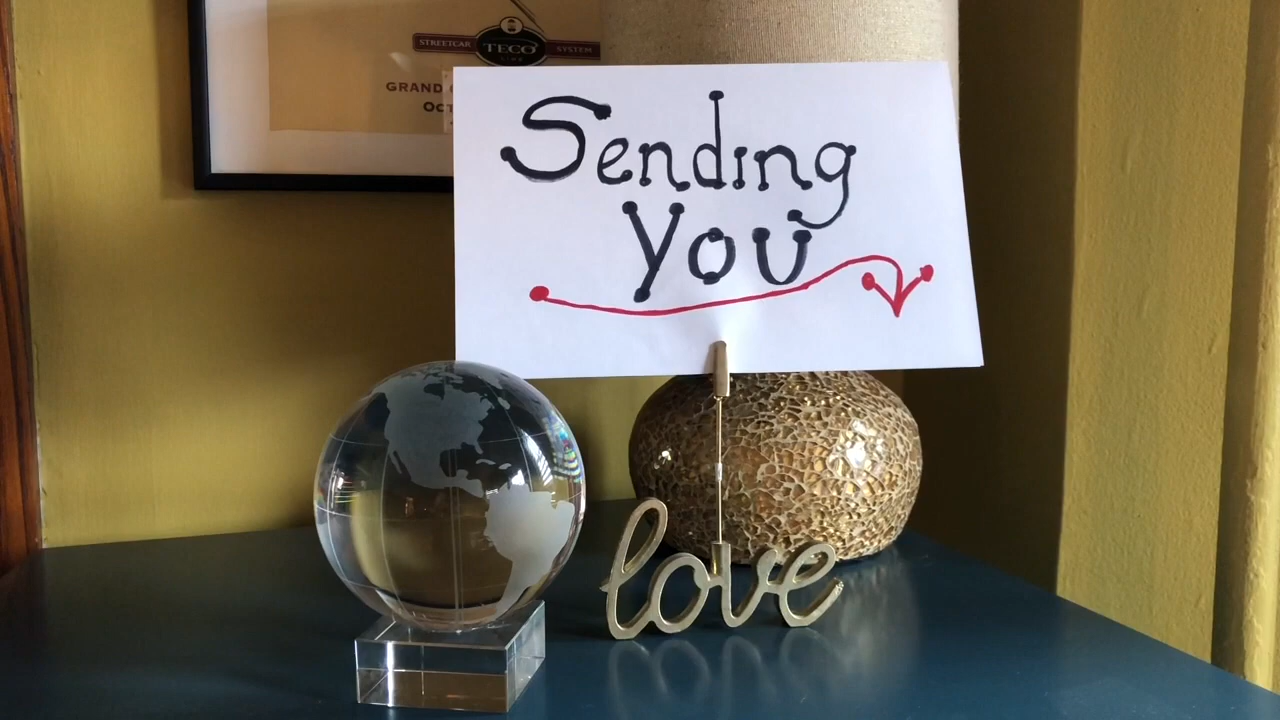 STREETCAR TECO SYSTEM
GRAND
OCT
Sending
You
love